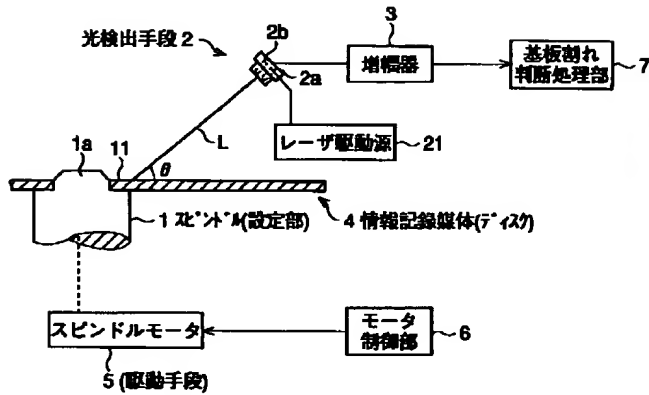 光検出手段 2
2b
2a
3
増幅器
基板割れ
判断処理部
7
レーザ駆動源
21
L
θ
1a
11
1 スピンドル(設定部)
4 情報記録媒体(ディスク)
スピンドルモータ
5 (駆動手段)
モータ
制御部
6